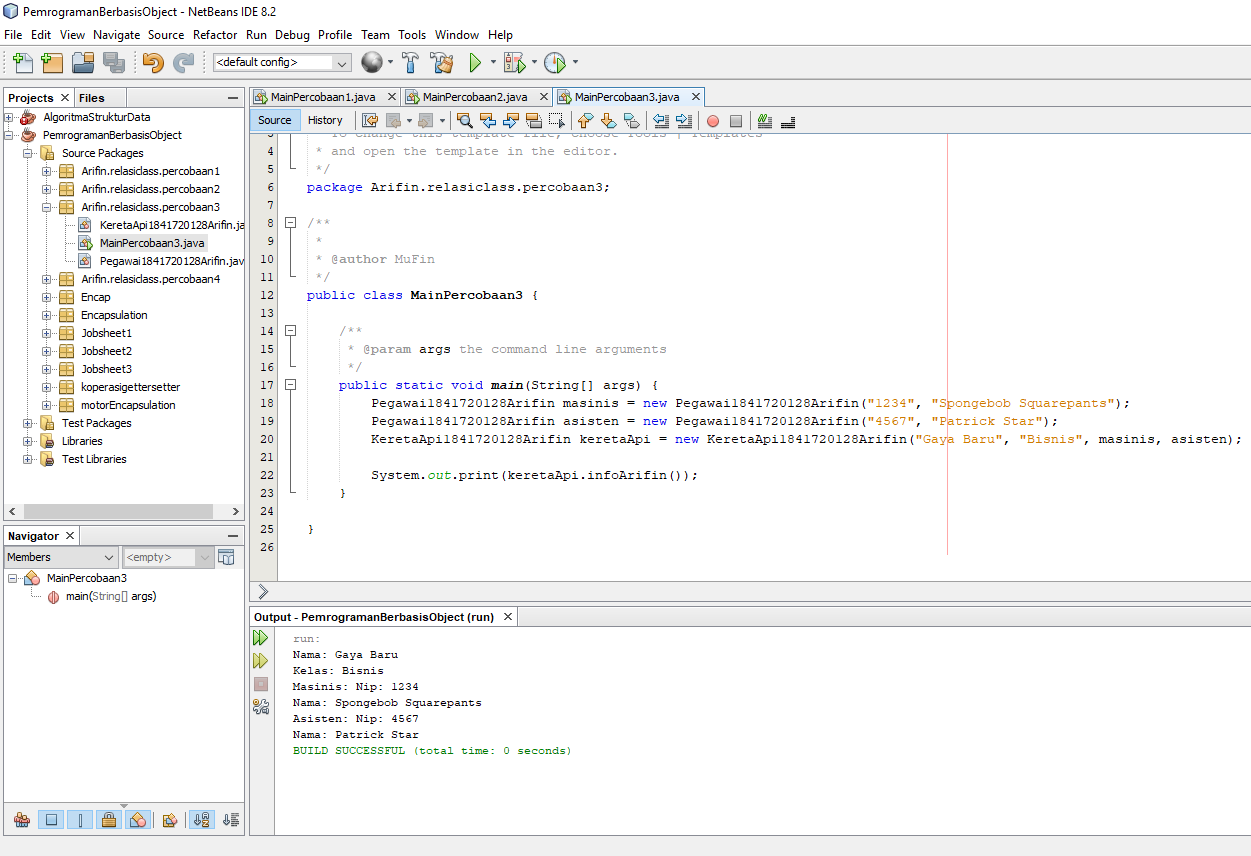 PemrogramanBerbasisObject - NetBeans IDE 8.2
File Edit View Navigate Source Refactor Run Debug Profile Team Tools Window Help
<default config>
Projects Files
AlgoritmaStrukturData
PemrogramanBerbasisObject
Source Packages
Arifin.relasiclass.percobaan1
Arifin.relasiclass.percobaan2
Arifin.relasiclass.percobaan3
KeretaApi1841720128Arifin.ja
MainPercobaan3.java
Pegawai1841720128Arifin.jav
Arifin.relasiclass.percobaan4
Encap
Encapsulation
Jobsheet1
Jobsheet2
Jobsheet3
koperasigettersetter
motorEncapsulation
Test Packages
Libraries
Test Libraries
Navigator
Members <empty>
MainPercobaan3
main(String[] args)
MainPercobaan1.java MainPercobaan2.java MainPercobaan3.java
Source History
3 * To change this template file, choose Tools | Templates
4 * and open the template in the editor.
5 */
6 package Arifin.relasiclass.percobaan3;
7
8 /**
9 *
10 * @author MuFin
11 */
12 public class MainPercobaan3 {
13
14 /**
15 * @param args the command line arguments
16 */
17 public static void main(String[] args) {
18 Pegawai1841720128Arifin masinis = new Pegawai1841720128Arifin("1234", "Spongebob Squarepants");
19 Pegawai1841720128Arifin asisten = new Pegawai1841720128Arifin("4567", "Patrick Star");
20 KeretaApi1841720128Arifin keretaApi = new KeretaApi1841720128Arifin("Gaya Baru", "Bisnis", masinis, asisten);
21
22 System.out.print(keretaApi.infoArifin());
23 }
24
25 }
26
Output - PemrogramanBerbasisObject (run)
run:
Nama: Gaya Baru
Kelas: Bisnis
Masinis: Nip: 1234
Nama: Spongebob Squarepants
Asisten: Nip: 4567
Nama: Patrick Star
BUILD SUCCESSFUL (total time: 0 seconds)